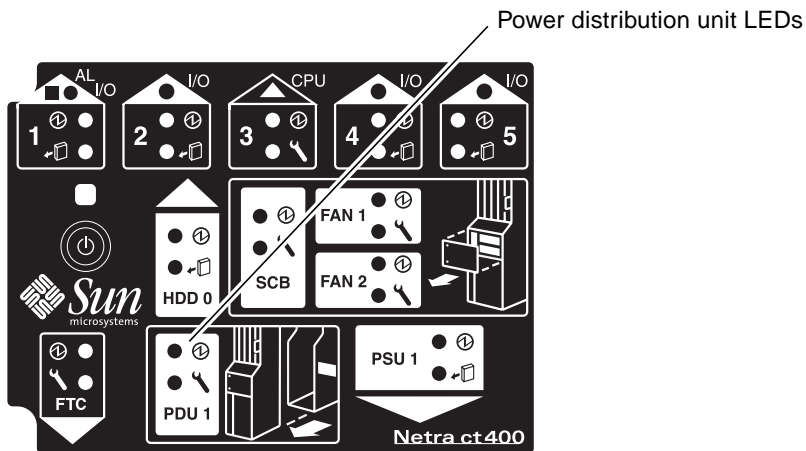 Power distribution unit LEDs
AL
I/O
I/O
CPU
I/O
I/O
1
2
3
4
5
FAN 1
SCB
FAN 2
HDD 0
Sun
microsystems
FTC
PDU 1
PSU 1
Netra ct400